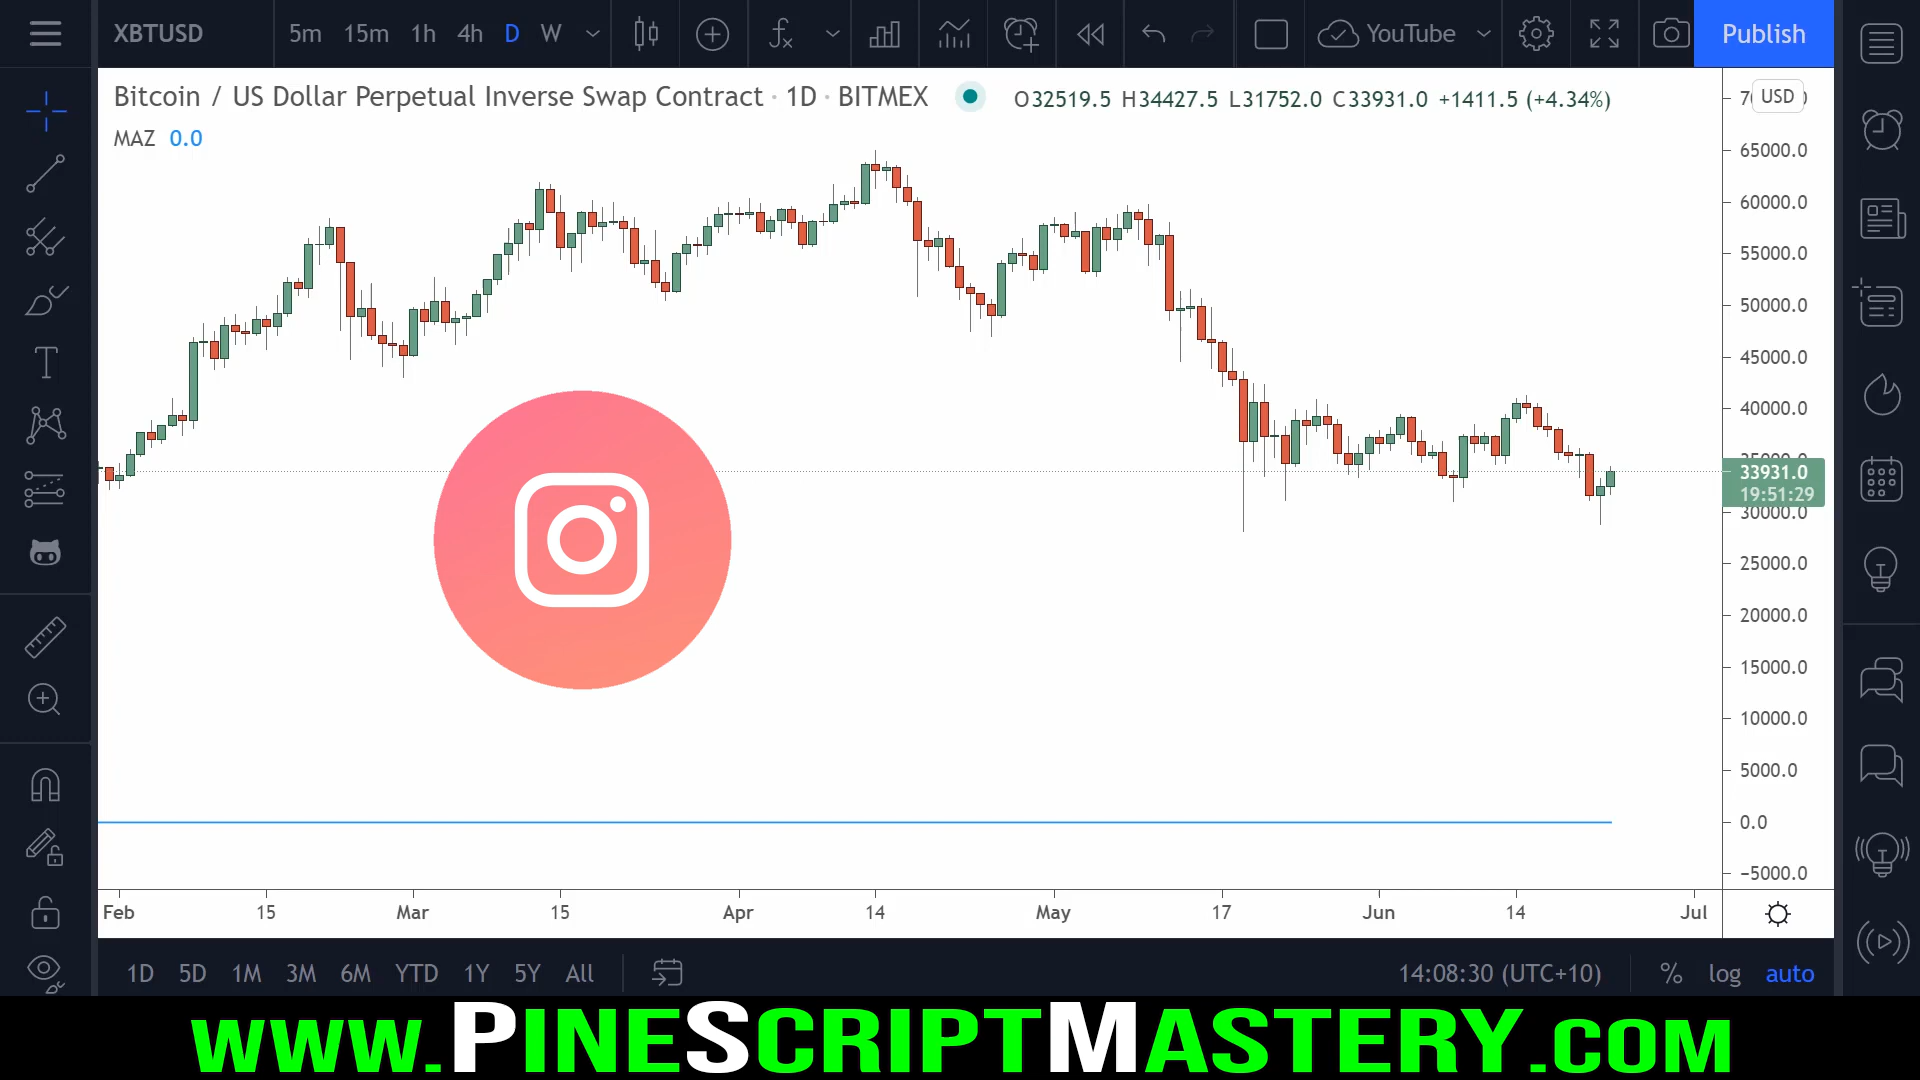 XBTUSD 5m 15m 1h 4h D W YouTube Publish
Bitcoin / US Dollar Perpetual Inverse Swap Contract · 1D · BITMEX O32519.5 H34427.5 L31752.0 C33931.0 +1411.5 (+4.34%)
USD
MAZ 0.0
65000.0
60000.0
55000.0
50000.0
45000.0
40000.0
33931.0
19:51:29
30000.0
25000.0
20000.0
15000.0
10000.0
5000.0
0.0
−5000.0
Feb 15 Mar 15 Apr 14 May 17 Jun 14 Jul
1D 5D 1M 3M 6M YTD 1Y 5Y All 14:08:30 (UTC+10) % log auto
www.PineScriptMastery.com